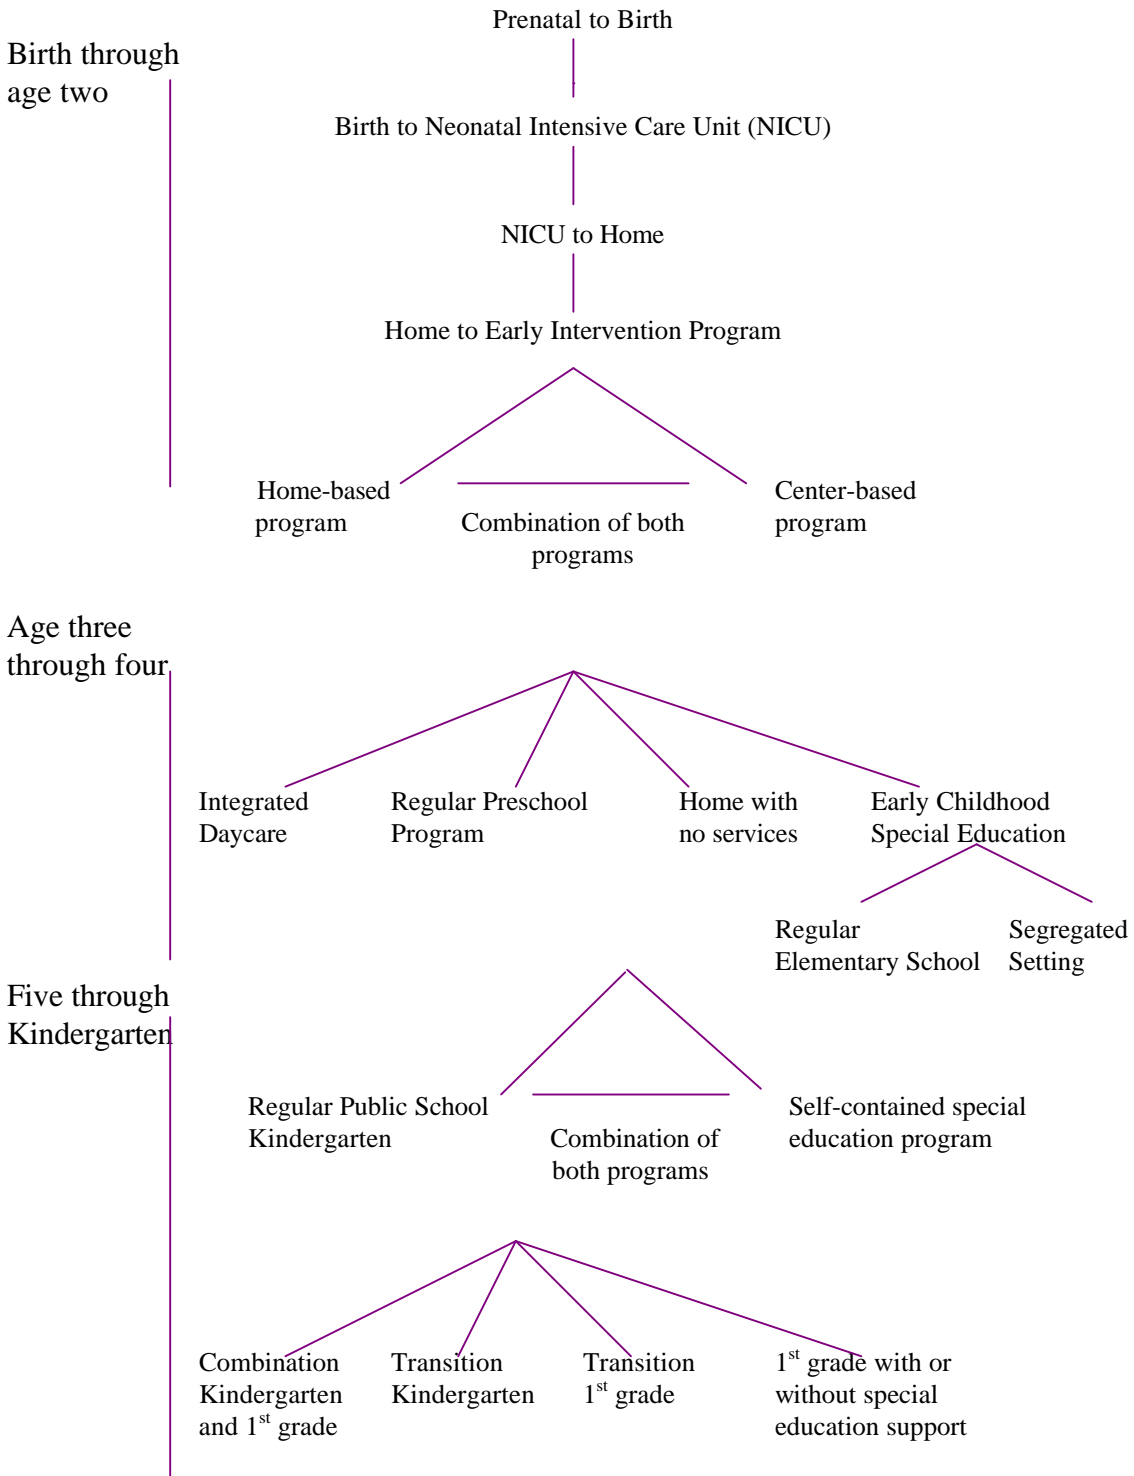 Prenatal to Birth
Birth through
age two
Birth to Neonatal Intensive Care Unit (NICU)
NICU to Home
Home to Early Intervention Program
Home-based
program
Combination of both
programs
Center-based
program
Age three
through four
Integrated
Daycare
Regular Preschool
Program
Home with
no services
Early Childhood
Special Education
Regular
Elementary School
Segregated
Setting
Five through
Kindergarten
Regular Public School
Kindergarten
Combination of
both programs
Self-contained special
education program
Combination
Kindergarten
and 1st grade
Transition
Kindergarten
Transition
1st grade
1st grade with or
without special
education support